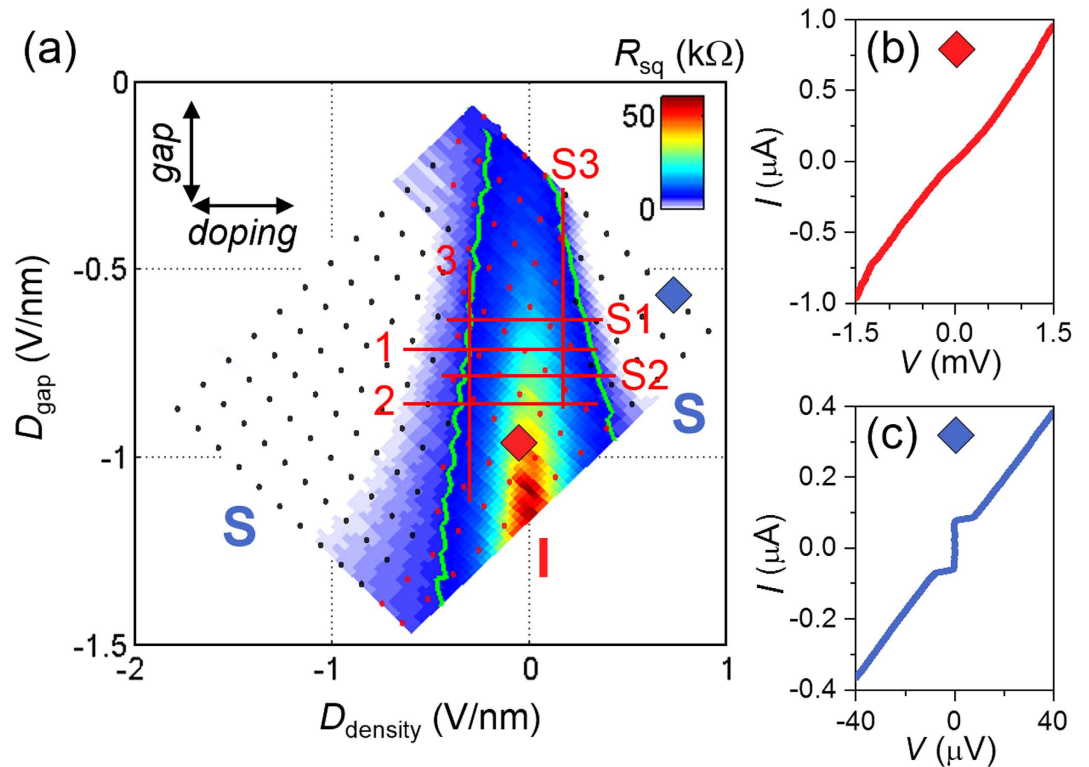 (a)
R_sq (kΩ)
50
0
gap
doping
S3
3
S1
1
S2
2
S
S
I
0
-0.5
-1
-1.5
-2
-1
0
1
D_gap (V/nm)
D_density (V/nm)
(b)
1.0
0.5
0.0
-0.5
-1.0
-1.5
0.0
1.5
I (μA)
V (mV)
(c)
0.4
0.2
0.0
-0.2
-0.4
-40
0
40
I (μA)
V (μV)